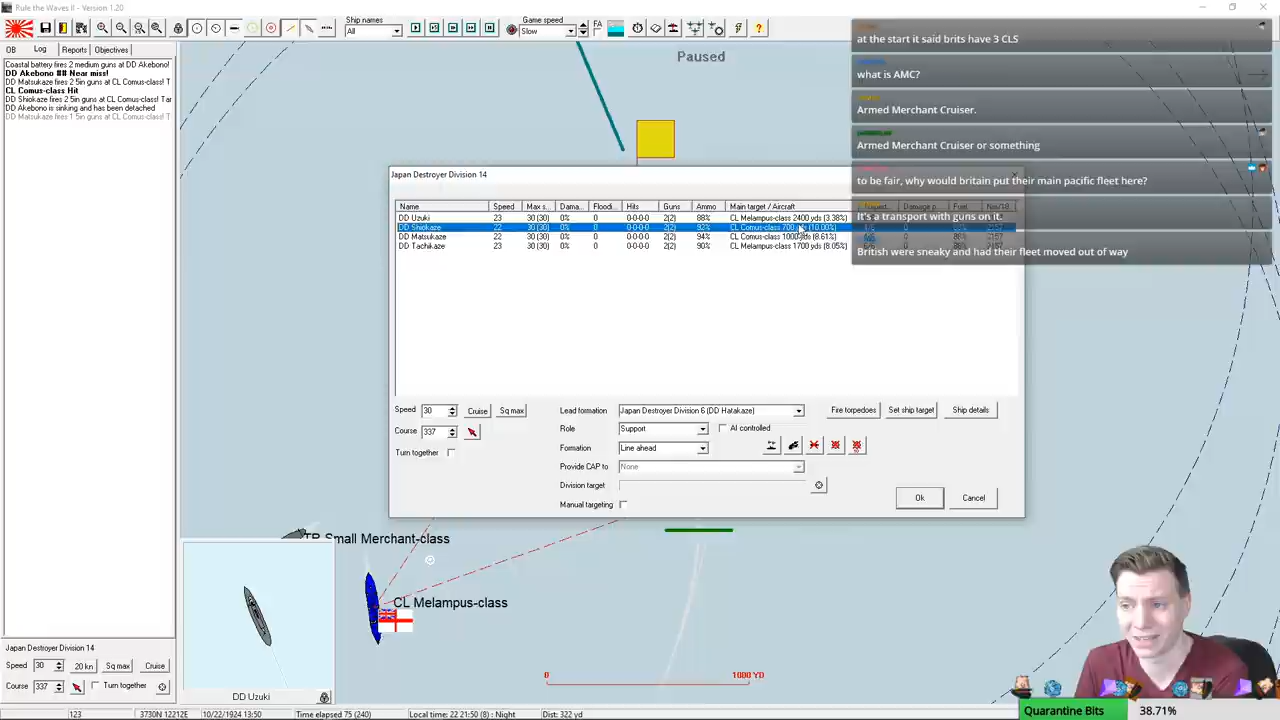 Rule the Waves II - Version 1.20
Ship names
All
Game speed
Slow
FA
OB Log Reports Objectives
Coastal battery fires 2 medium guns at DD Akebono!
DD Akebono ## Near miss!
DD Matsukaze fires 2 5in guns at CL Comus-class! T
CL Comus-class Hit
DD Shiokaze fires 2 5in guns at CL Comus-class! Tar
DD Akebono is sinking and has been detached
DD Matsukaze fires 1 5in guns at CL Comus-class! T
Paused
at the start it said brits have 3 CLS
what is AMC?
Armed Merchant Cruiser.
Armed Merchant Cruiser or something
to be fair, why would britain put their main pacific fleet here?
It's a transport with guns on it.
British were sneaky and had their fleet moved out of way
Japan Destroyer Division 14
Name Speed Max s... Dama... Floodi... Hits Guns Ammo Main target / Aircraft
DD Uzuki 23 30(30) 0% 0 0-0-0-0 2(2) 88% CL Melampus-class 2400 yds (3.38%)
DD Shiokaze 22 30(30) 0% 0 0-0-0-0 2(2) 92% CL Comus-class 700 yds (10.00%)
DD Matsukaze 22 30(30) 0% 0 0-0-0-0 2(2) 94% CL Comus-class 1000 yds (8.61%)
DD Tachikaze 23 30(30) 0% 0 0-0-0-0 2(2) 90% CL Melampus-class 1700 yds (8.05%)
Speed 30 Cruise Sq max
Course 337
Turn together
Lead formation Japan Destroyer Division 6 (DD Hatakaze)
Role Support AI controlled
Formation Line ahead
Provide CAP to None
Division target
Manual targeting
Fire torpedoes Set ship target Ship details
Ok Cancel
TR Small Merchant-class
CL Melampus-class
DD Uzuki
0 1000 YD
Japan Destroyer Division 14
Speed 30 20 kn Sq max Cruise
Course 337 Turn together
123 3730N 12212E 10/22/1924 13:50 Time elapsed 75 (240) Local time: 22 21:50 (8) : Night Dist: 322 yd
Quarantine Bits 38.71%